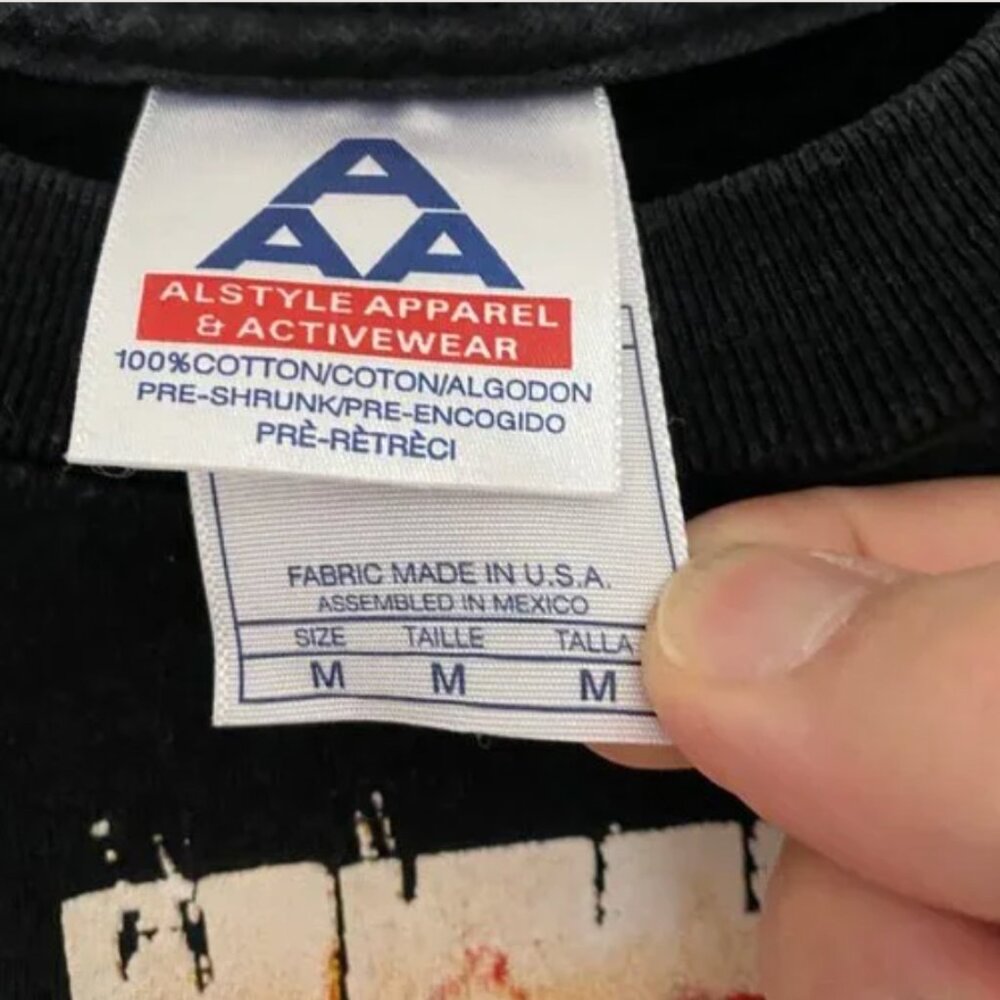 A
AA
ALSTYLE APPAREL
& ACTIVEWEAR
100%COTTON/COTON/ALGODON
PRE-SHRUNK/PRE-ENCOGIDO
PRÈ-RÈTRÈCI
FABRIC MADE IN U.S.A.
ASSEMBLED IN MEXICO
SIZE TAILLE TALLA
M M M